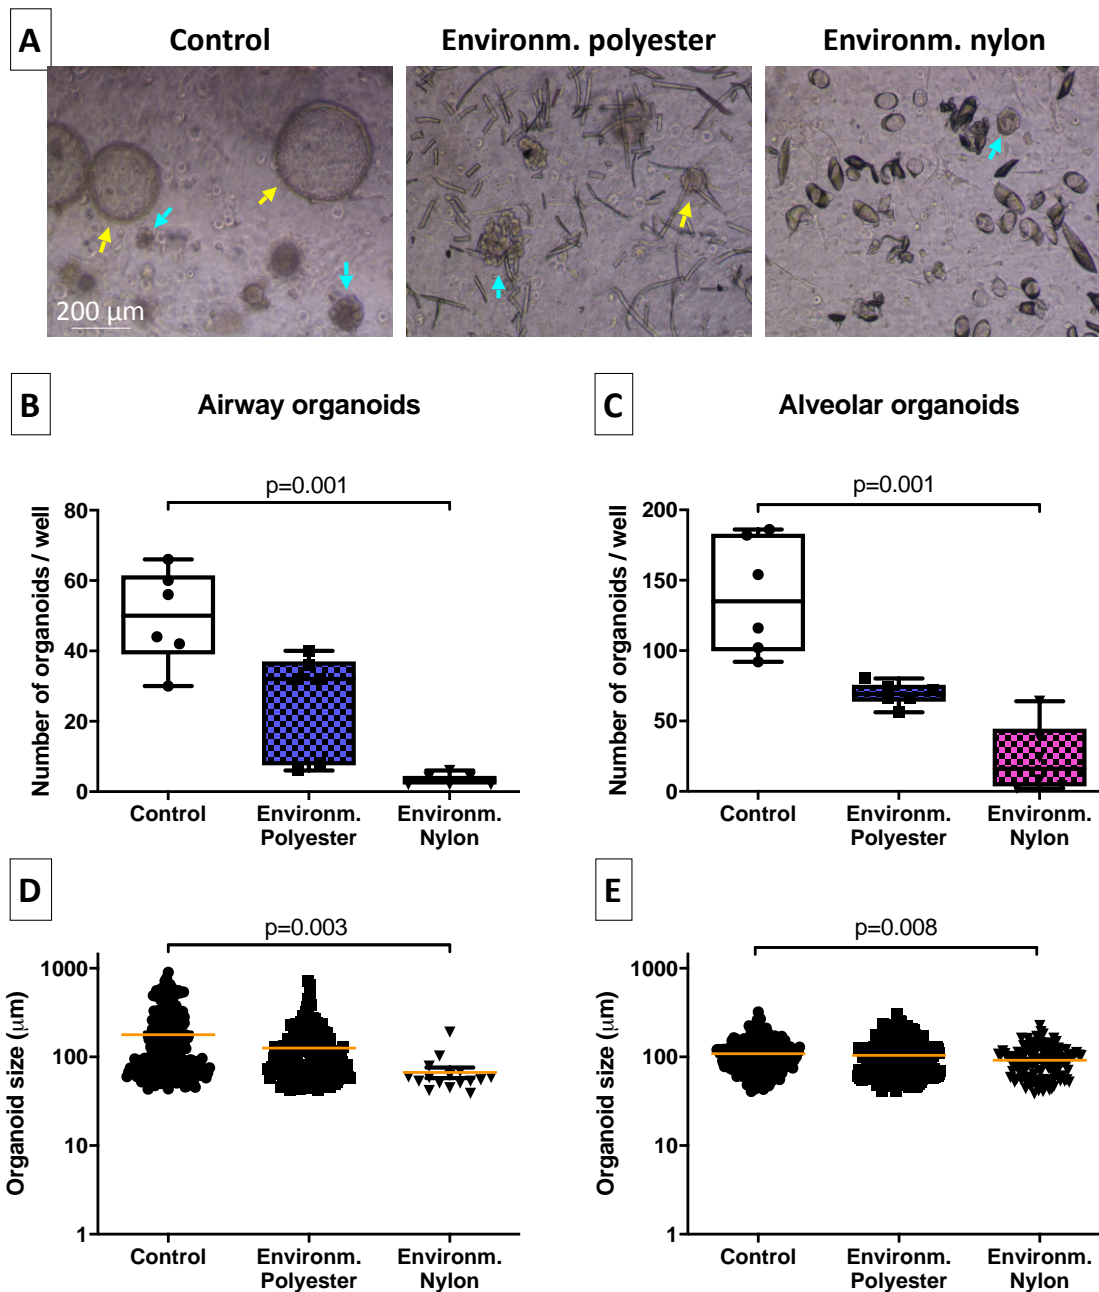 A
Control
Environm. polyester
Environm. nylon
200 μm
B
Airway organoids
C
Alveolar organoids
p=0.001
Number of organoids / well
80
60
40
20
0
Control
Environm.
Polyester
Environm.
Nylon
p=0.001
Number of organoids / well
200
150
100
50
0
Control
Environm.
Polyester
Environm.
Nylon
D
p=0.003
Organoid size (μm)
1000
100
10
1
Control
Environm.
Polyester
Environm.
Nylon
E
p=0.008
Organoid size (μm)
1000
100
10
1
Control
Environm.
Polyester
Environm.
Nylon